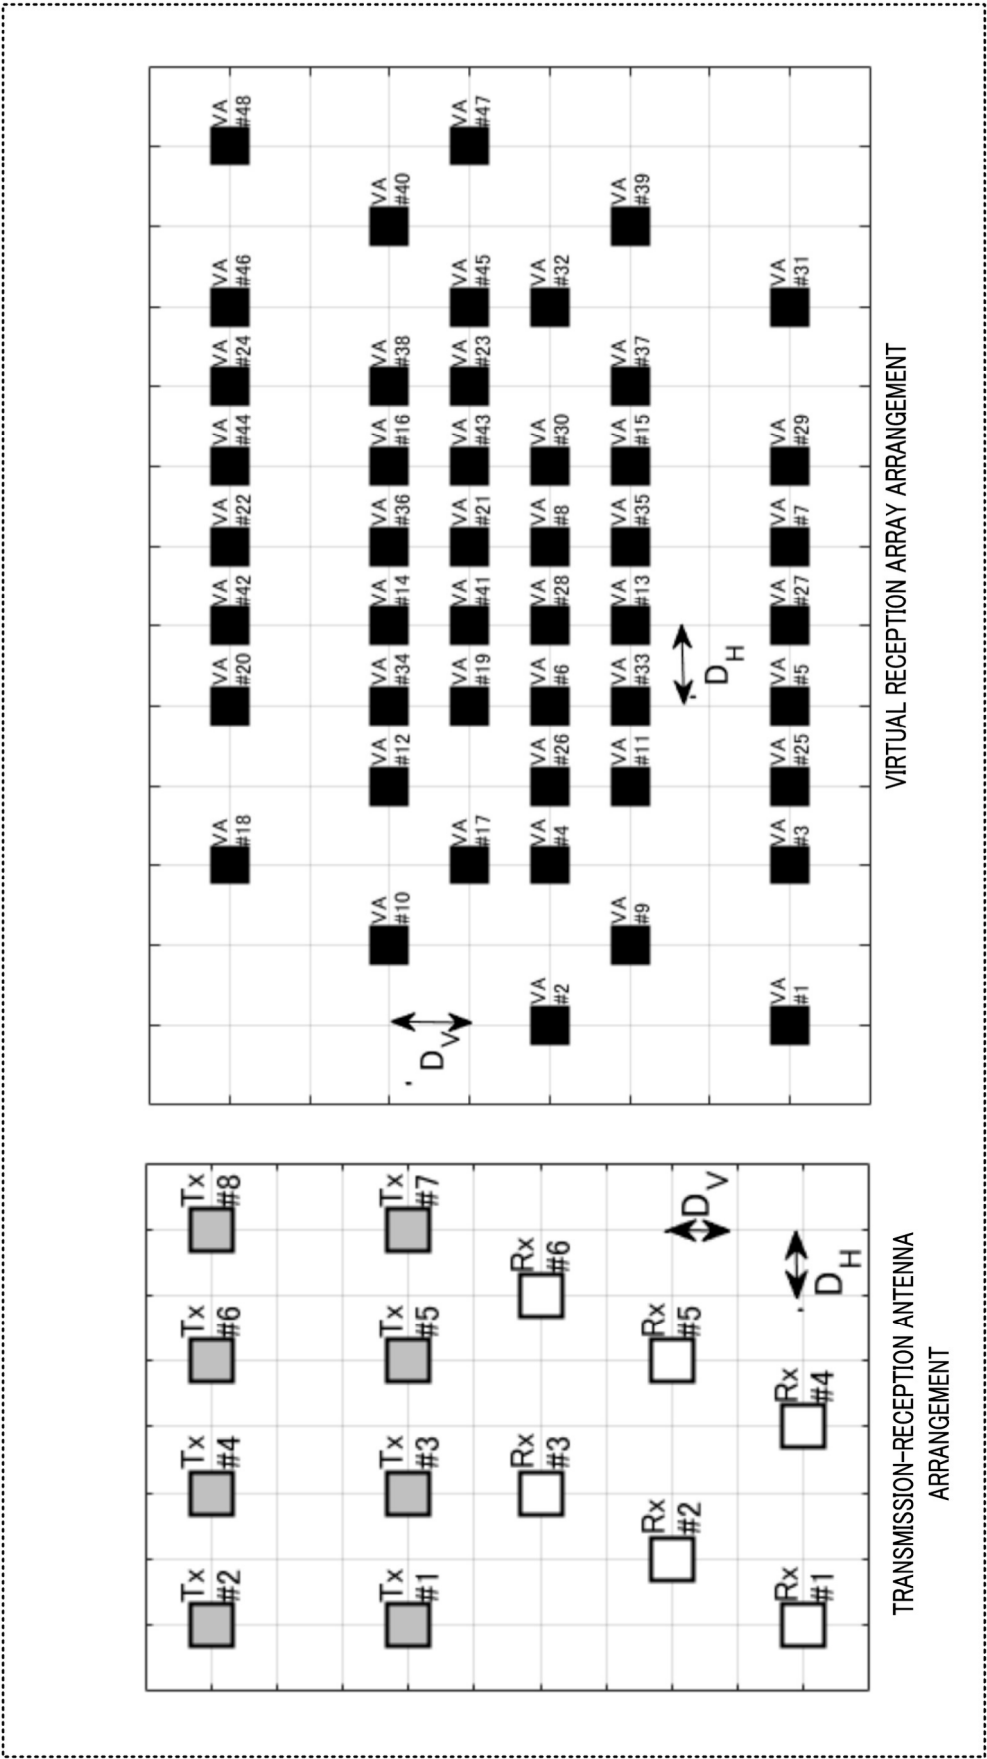 Tx
#2
Tx
#4
Tx
#6
Tx
#8
Tx
#1
Tx
#3
Tx
#5
Tx
#7
Rx
#3
Rx
#6
Rx
#2
Rx
#5
DV
Rx
#1
Rx
#4
DH
TRANSMISSION-RECEPTION ANTENNA
ARRANGEMENT
VA
#18
VA
#20
VA
#42
VA
#22
VA
#44
VA
#24
VA
#46
VA
#48
VA
#10
VA
#12
VA
#34
VA
#14
VA
#36
VA
#16
VA
#38
VA
#40
DV
VA
#17
VA
#19
VA
#41
VA
#21
VA
#43
VA
#23
VA
#45
VA
#47
VA
#2
VA
#4
VA
#26
VA
#6
VA
#28
VA
#8
VA
#30
VA
#32
VA
#9
VA
#11
VA
#33
VA
#13
VA
#35
VA
#15
VA
#37
VA
#39
DH
VA
#1
VA
#3
VA
#25
VA
#5
VA
#27
VA
#7
VA
#29
VA
#31
VIRTUAL RECEPTION ARRAY ARRANGEMENT